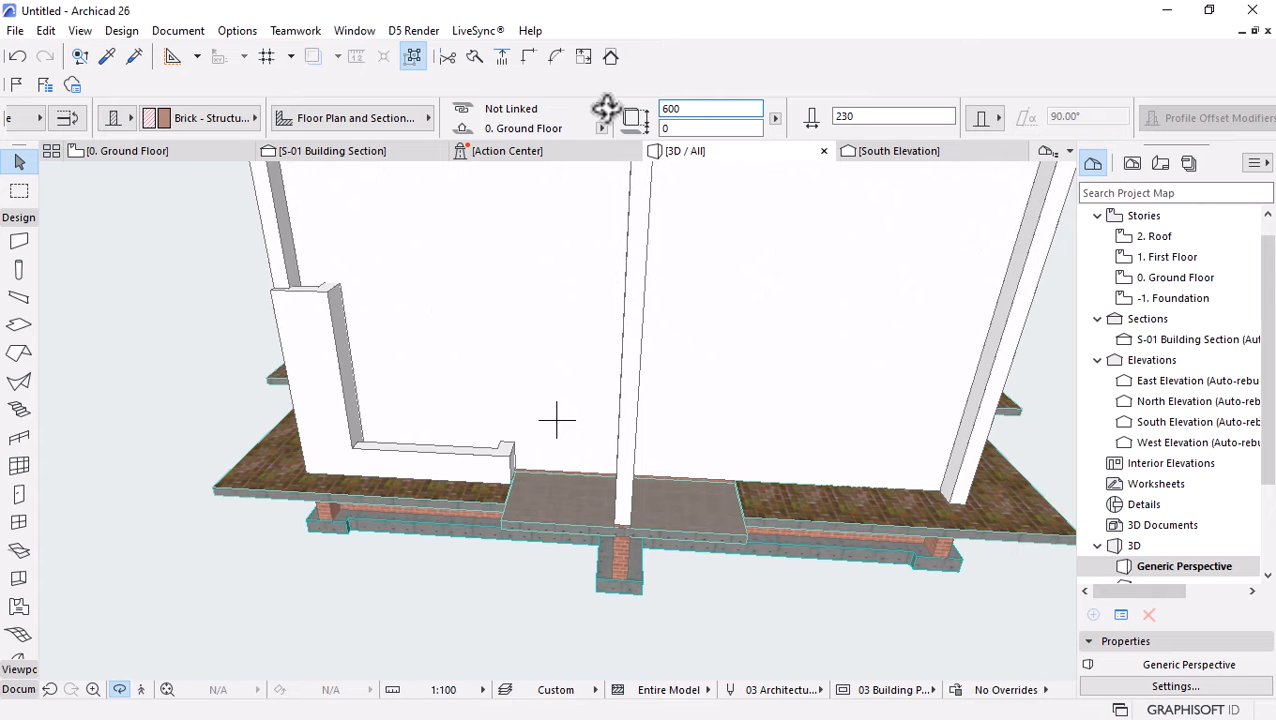 Untitled - Archicad 26
File Edit View Design Document Options Teamwork Window D5 Render LiveSync® Help
Brick - Structu... Floor Plan and Section... Not Linked 600 230 90.00° Profile Offset Modifiers
0. Ground Floor 0
[0. Ground Floor] [S-01 Building Section] [Action Center] [3D / All] [South Elevation]
Search Project Map
Design
Stories
2. Roof
1. First Floor
0. Ground Floor
-1. Foundation
Sections
S-01 Building Section (Aut
Elevations
East Elevation (Auto-rebu
North Elevation (Auto-reb
South Elevation (Auto-reb
West Elevation (Auto-rebu
Interior Elevations
Worksheets
Details
3D Documents
3D
Generic Perspective
Properties
Generic Perspective
Viewpc
Settings...
Docum N/A N/A 1:100 Custom Entire Model 03 Architectu... 03 Building P... No Overrides
GRAPHISOFT ID